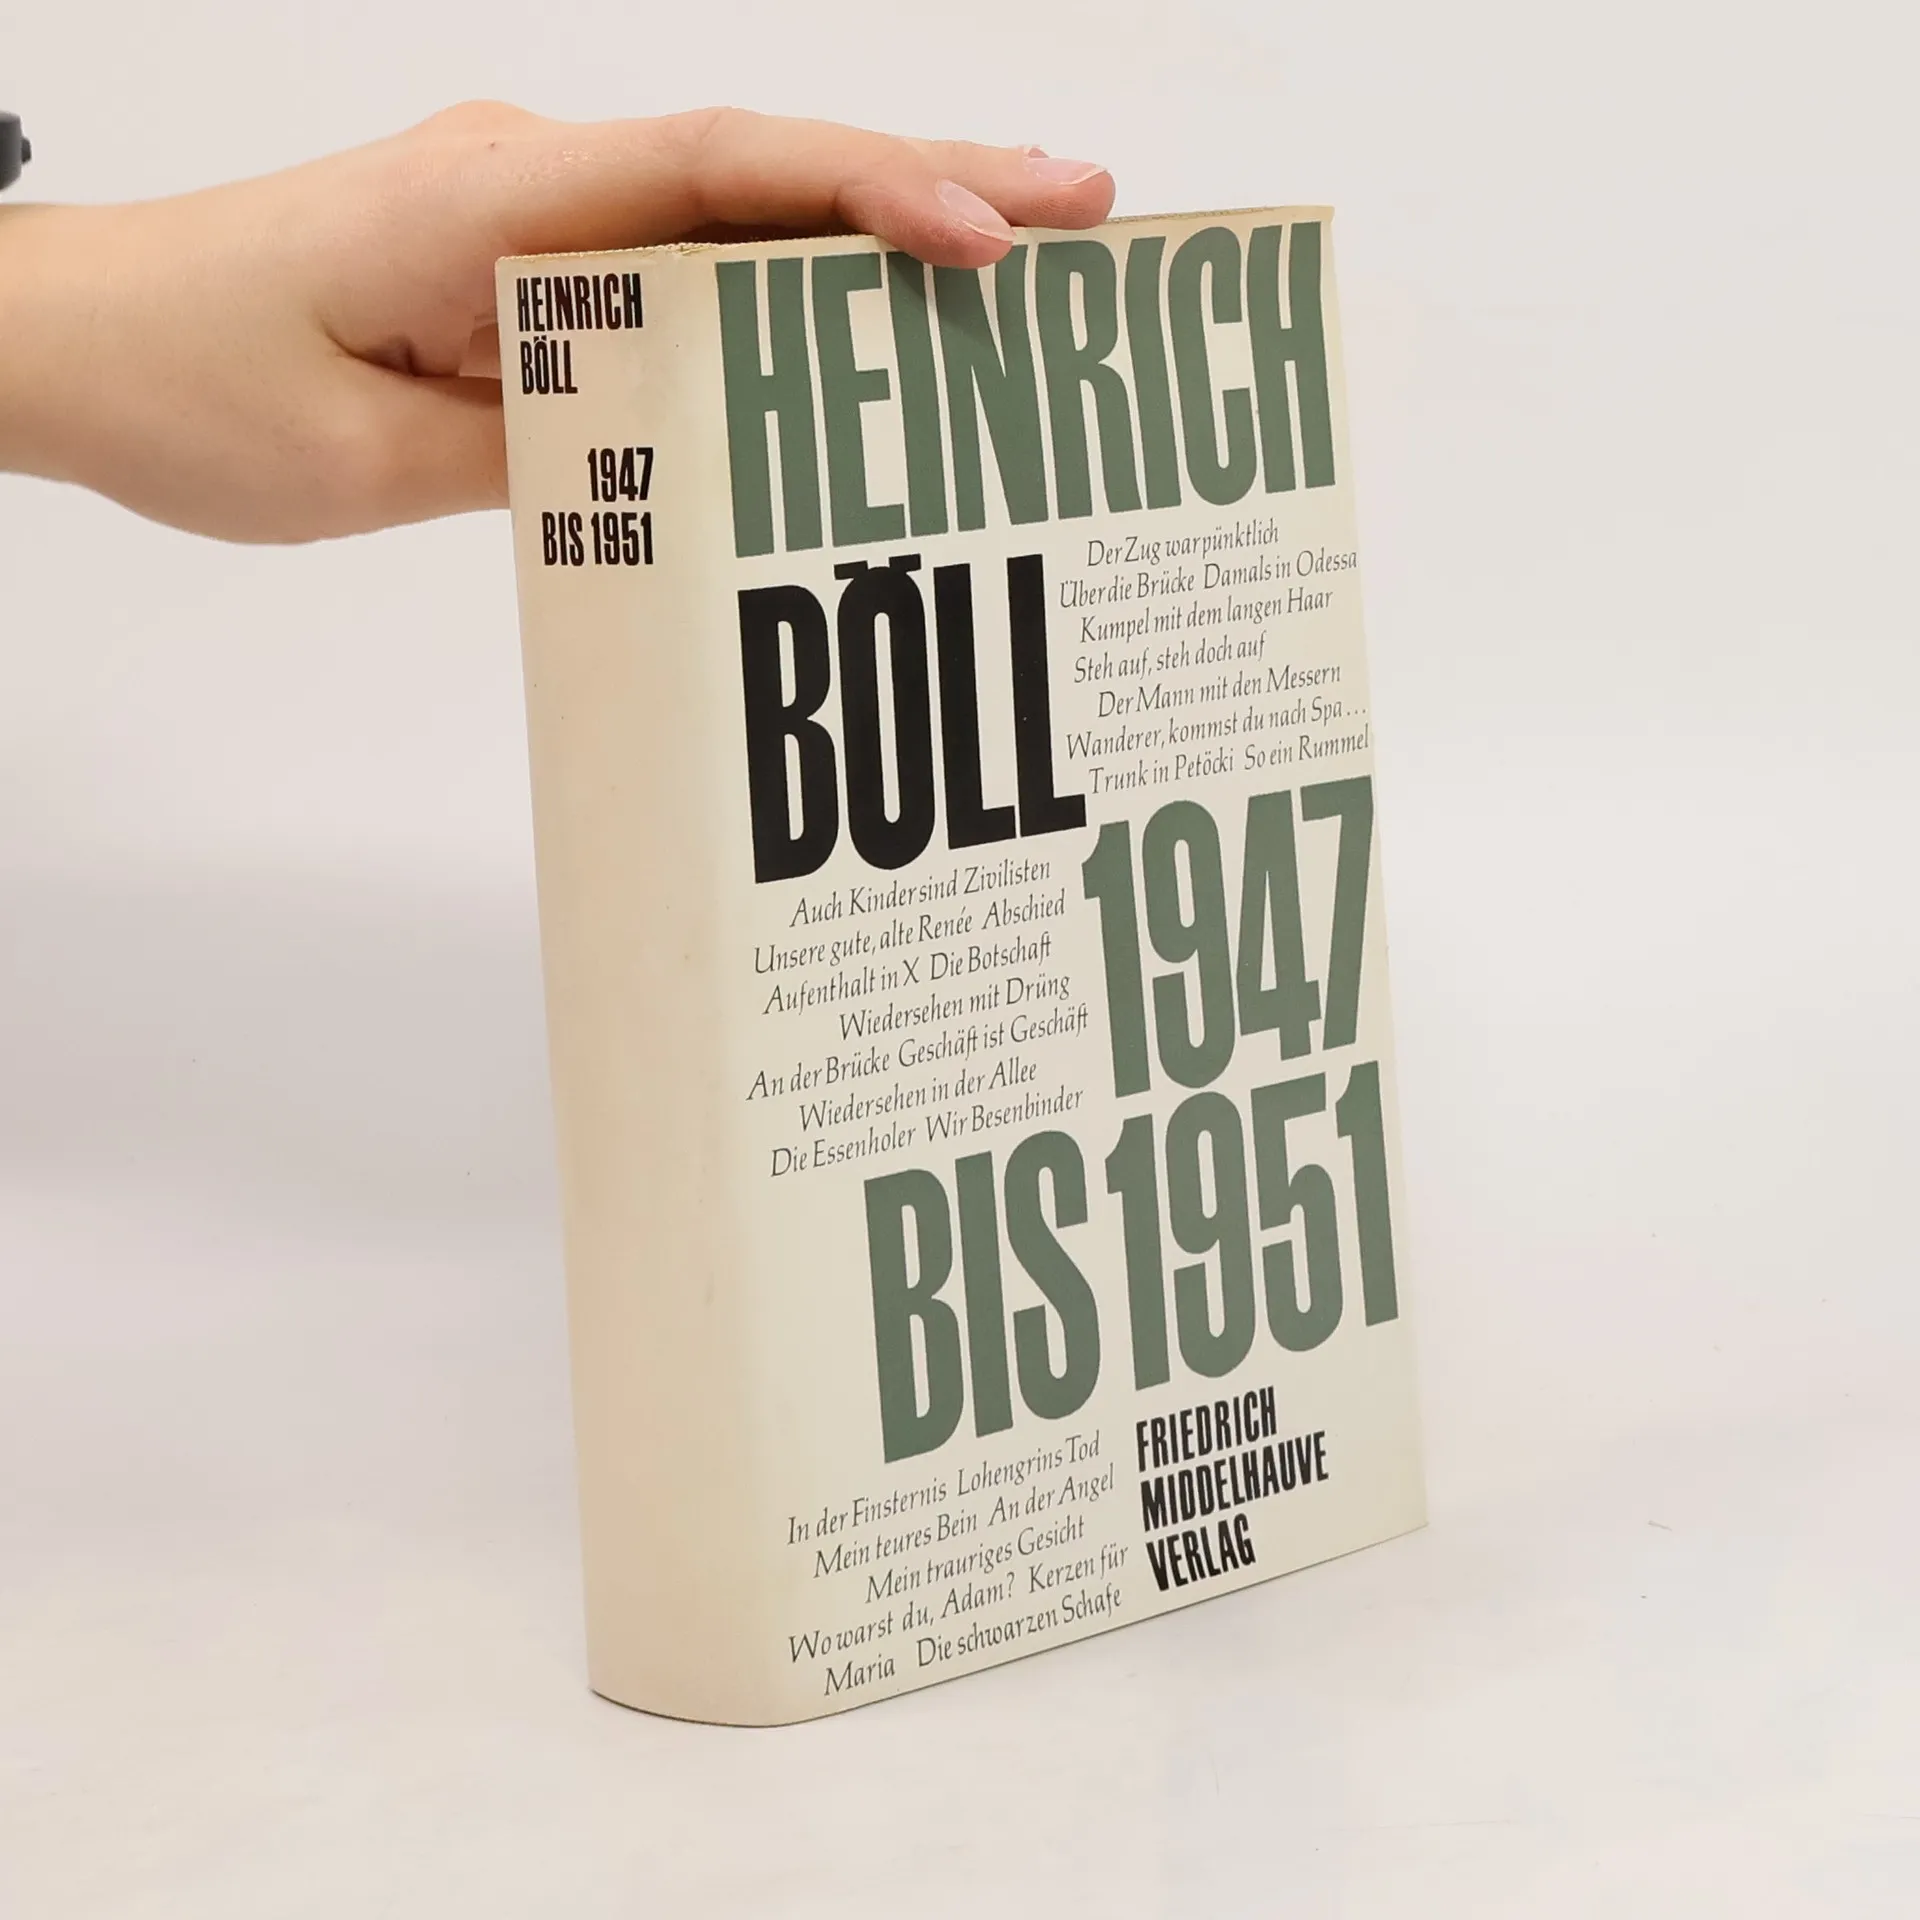 HEINRICH
BÖLL
1947
BIS 1951
HEINRICH
BÖLL
Der Zug war pünktlich
Über die Brücke Damals in Odessa
Kumpel mit dem langen Haar
Steh auf, steh doch auf
Der Mann mit den Messern
Wanderer, kommst du nach Spa...
Trunk in Petöcki So ein Rummel
1947
Auch Kinder sind Zivilisten
Unsere gute, alte Renée Abschied
Aufenthalt in X Die Botschaft
Wiedersehen mit Drüng
An der Brücke Geschäft ist Geschäft
Wiedersehen in der Allee
Die Essenholer Wir Besenbinder
BIS 1951
In der Finsternis Lohengrins Tod
Mein teures Bein An der Angel
Mein trauriges Gesicht
Wo warst du, Adam? Kerzen für
Maria Die schwarzen Schafe
FRIEDRICH
MIDDELHAUVE
VERLAG